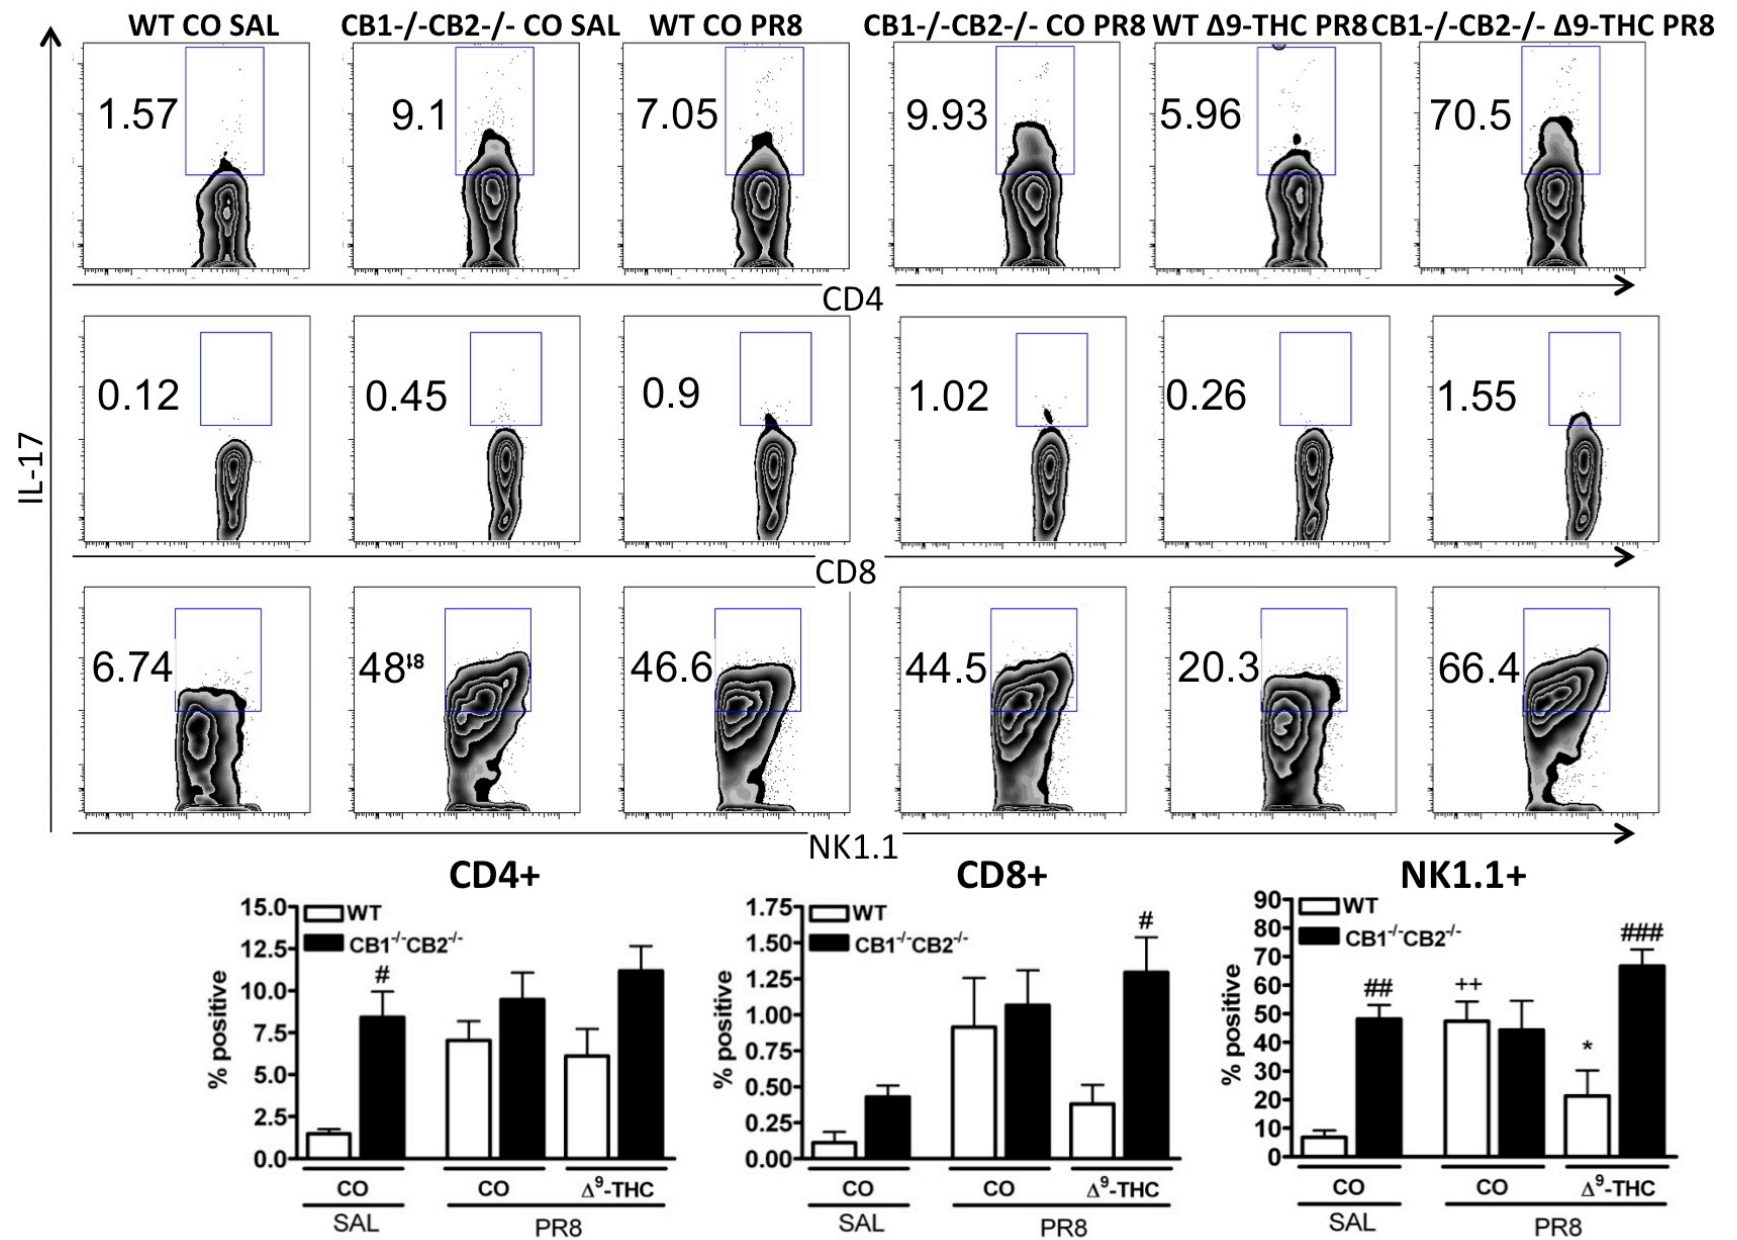 WT CO SAL
CB1-/-CB2-/- CO SAL
WT CO PR8
CB1-/-CB2-/- CO PR8
WT Δ9-THC PR8
CB1-/-CB2-/- Δ9-THC PR8
1.57
9.1
7.05
9.93
5.96
70.5
CD4
0.12
0.45
0.9
1.02
0.26
1.55
IL-17
CD8
6.74
48
46.6
44.5
20.3
66.4
NK1.1
CD4+
15.0
12.5
10.0
7.5
5.0
2.5
0.0
% positive
WT
CB1-/-CB2-/-
#
CO
CO
Δ9-THC
SAL
PR8
CD8+
1.75
1.50
1.25
1.00
0.75
0.50
0.25
0.00
% positive
WT
CB1-/-CB2-/-
#
CO
CO
Δ9-THC
SAL
PR8
NK1.1+
90
80
70
60
50
40
30
20
10
0
% positive
WT
CB1-/-CB2-/-
##
++
*
###
CO
CO
Δ9-THC
SAL
PR8